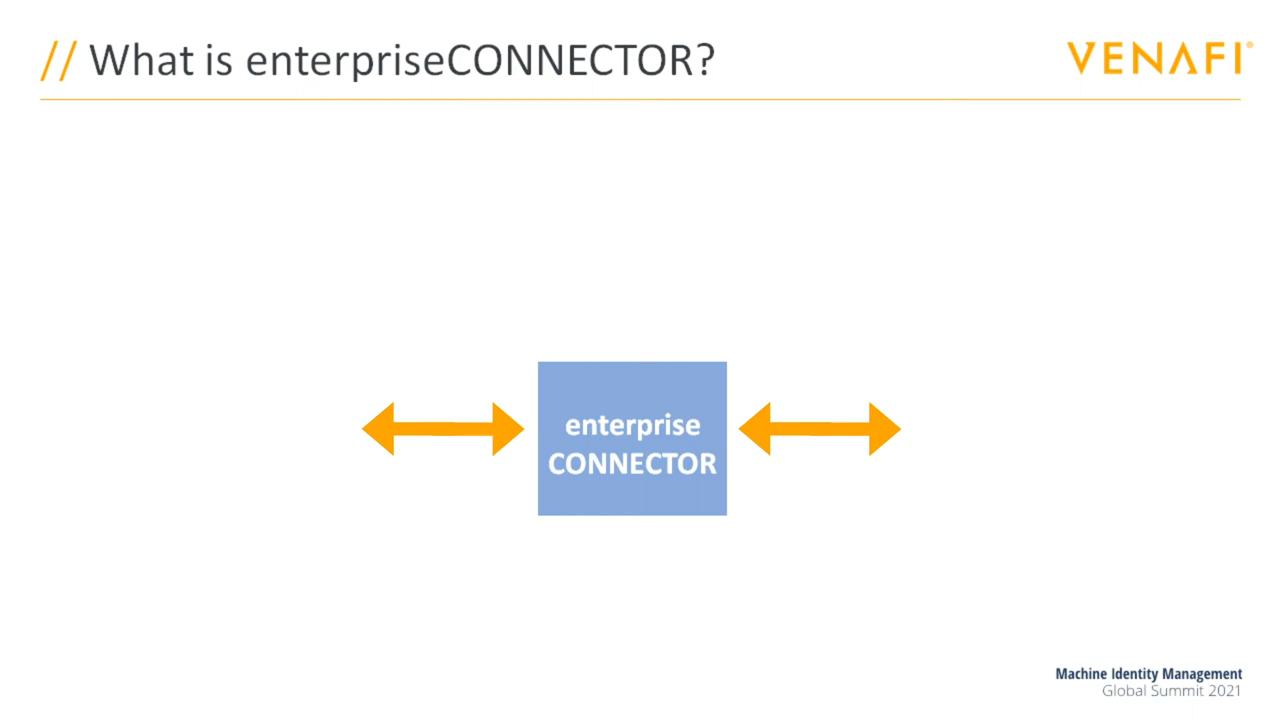 // What is enterpriseCONNECTOR?
VENAFI®
enterprise
CONNECTOR
Machine Identity Management
Global Summit 2021